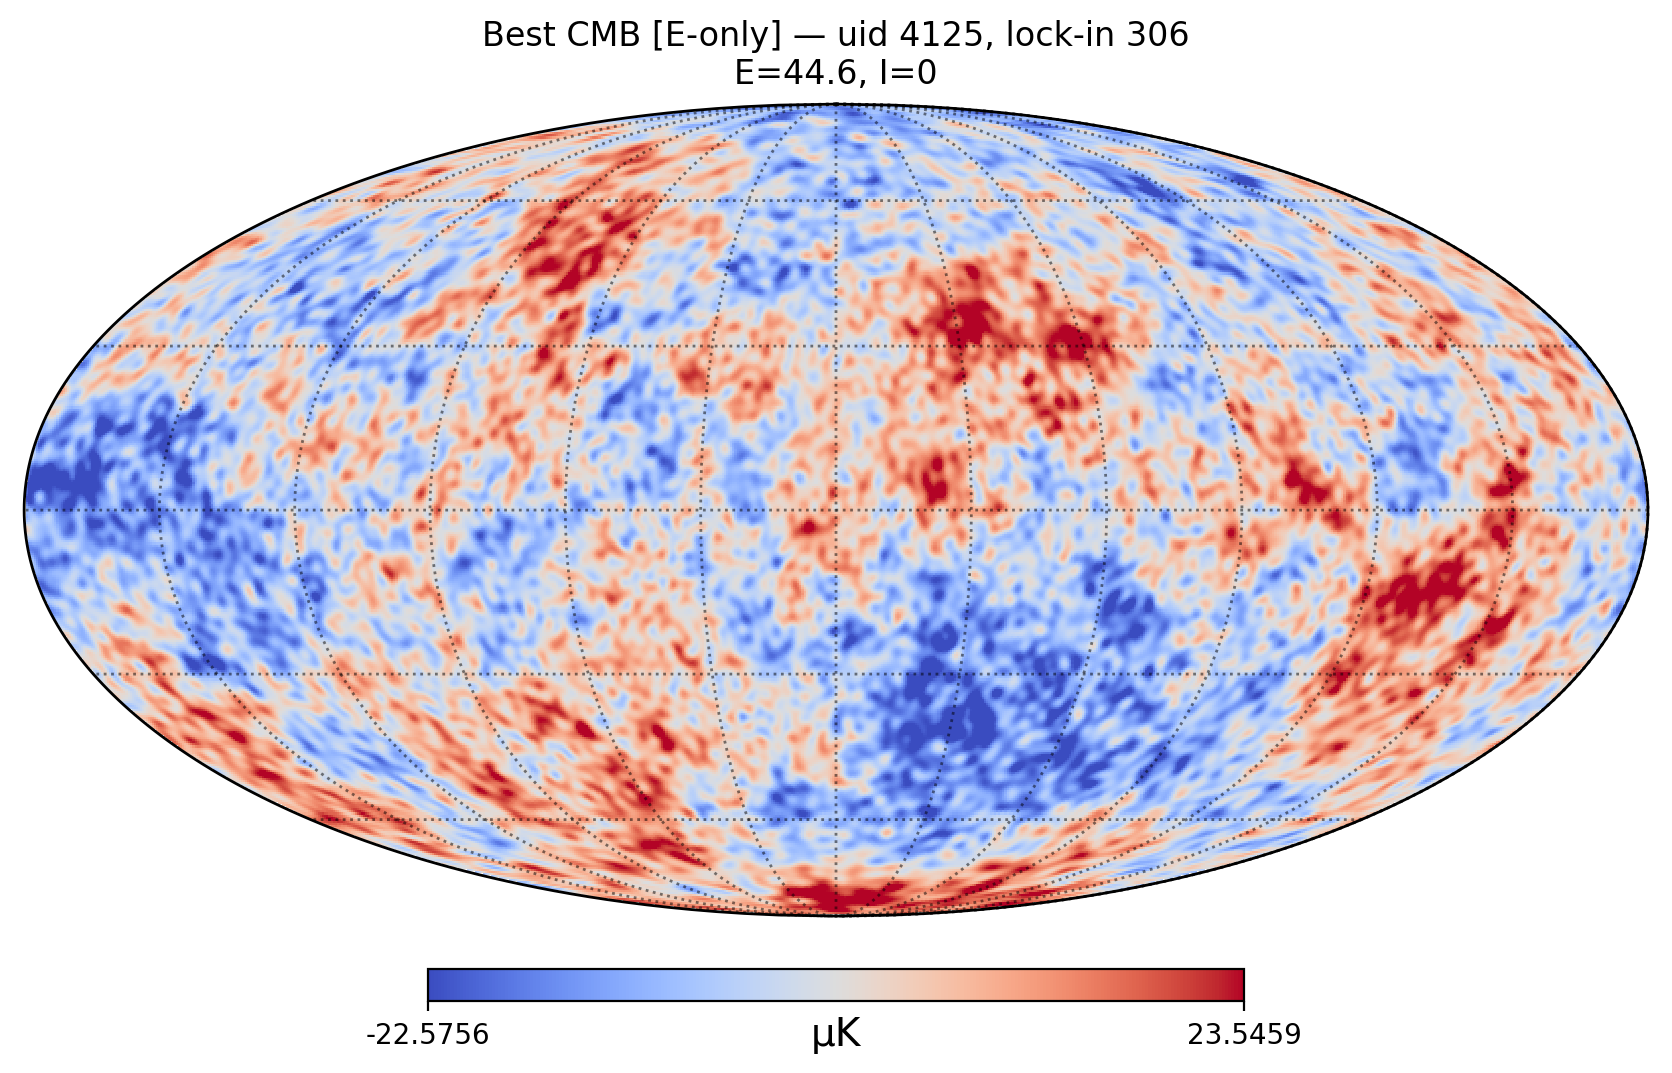 Best CMB [E-only] — uid 4125, lock-in 306
E=44.6, I=0
-22.5756
μK
23.5459